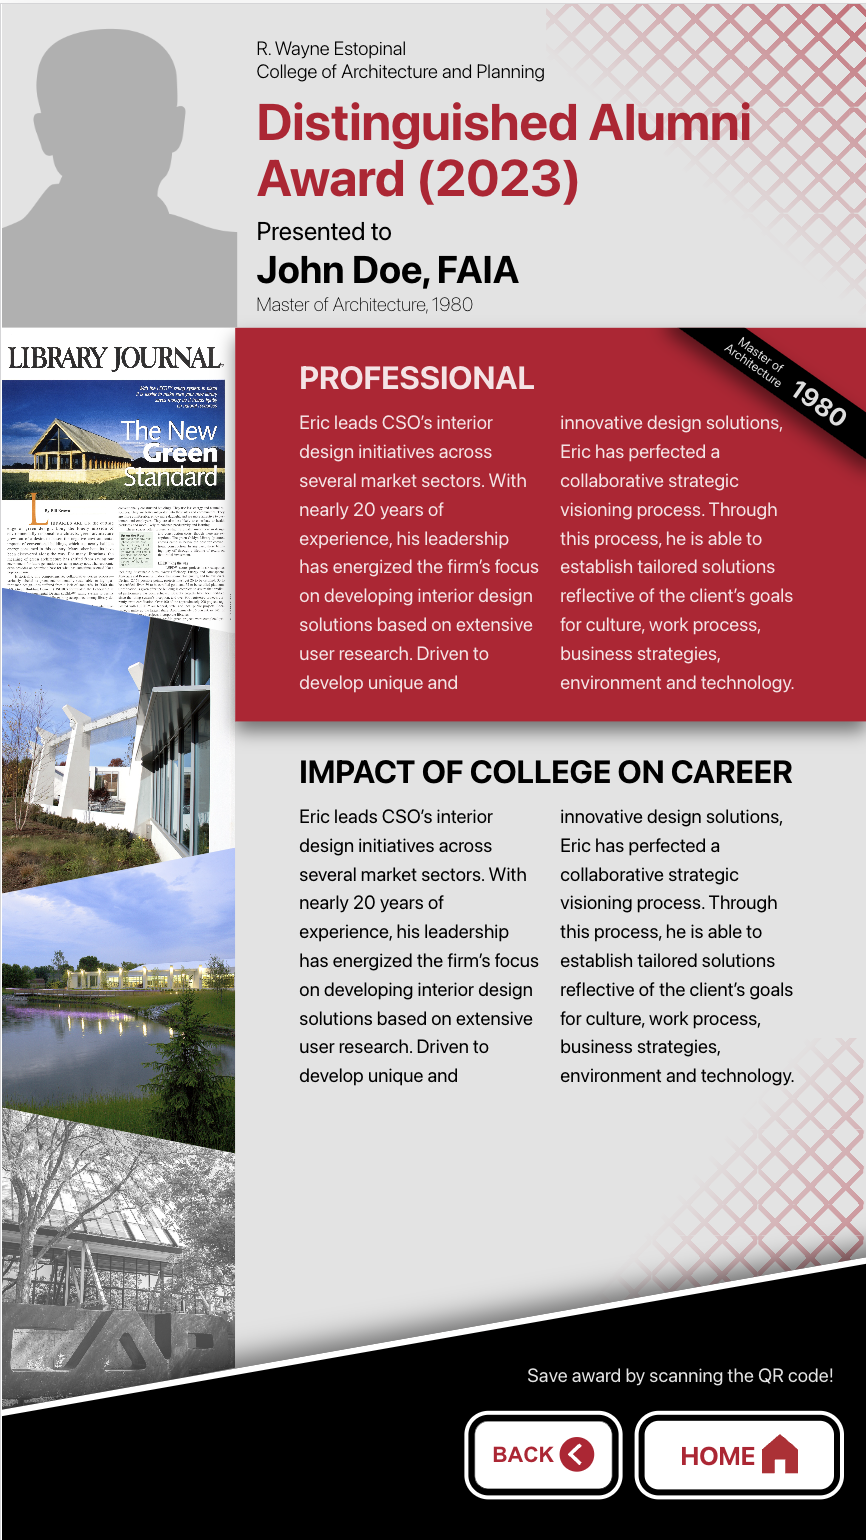 R. Wayne Estopinal
College of Architecture and Planning
Distinguished Alumni
Award (2023)
Presented to
John Doe, FAIA
Master of Architecture, 1980
LIBRARY JOURNAL
The New
Green
Standard
Master of
Architecture
1980
PROFESSIONAL
Eric leads CSO’s interior
design initiatives across
several market sectors. With
nearly 20 years of
experience, his leadership
has energized the firm’s focus
on developing interior design
solutions based on extensive
user research. Driven to
develop unique and
innovative design solutions,
Eric has perfected a
collaborative strategic
visioning process. Through
this process, he is able to
establish tailored solutions
reflective of the client’s goals
for culture, work process,
business strategies,
environment and technology.
IMPACT OF COLLEGE ON CAREER
Eric leads CSO’s interior
design initiatives across
several market sectors. With
nearly 20 years of
experience, his leadership
has energized the firm’s focus
on developing interior design
solutions based on extensive
user research. Driven to
develop unique and
innovative design solutions,
Eric has perfected a
collaborative strategic
visioning process. Through
this process, he is able to
establish tailored solutions
reflective of the client’s goals
for culture, work process,
business strategies,
environment and technology.
CAP
Save award by scanning the QR code!
BACK
HOME